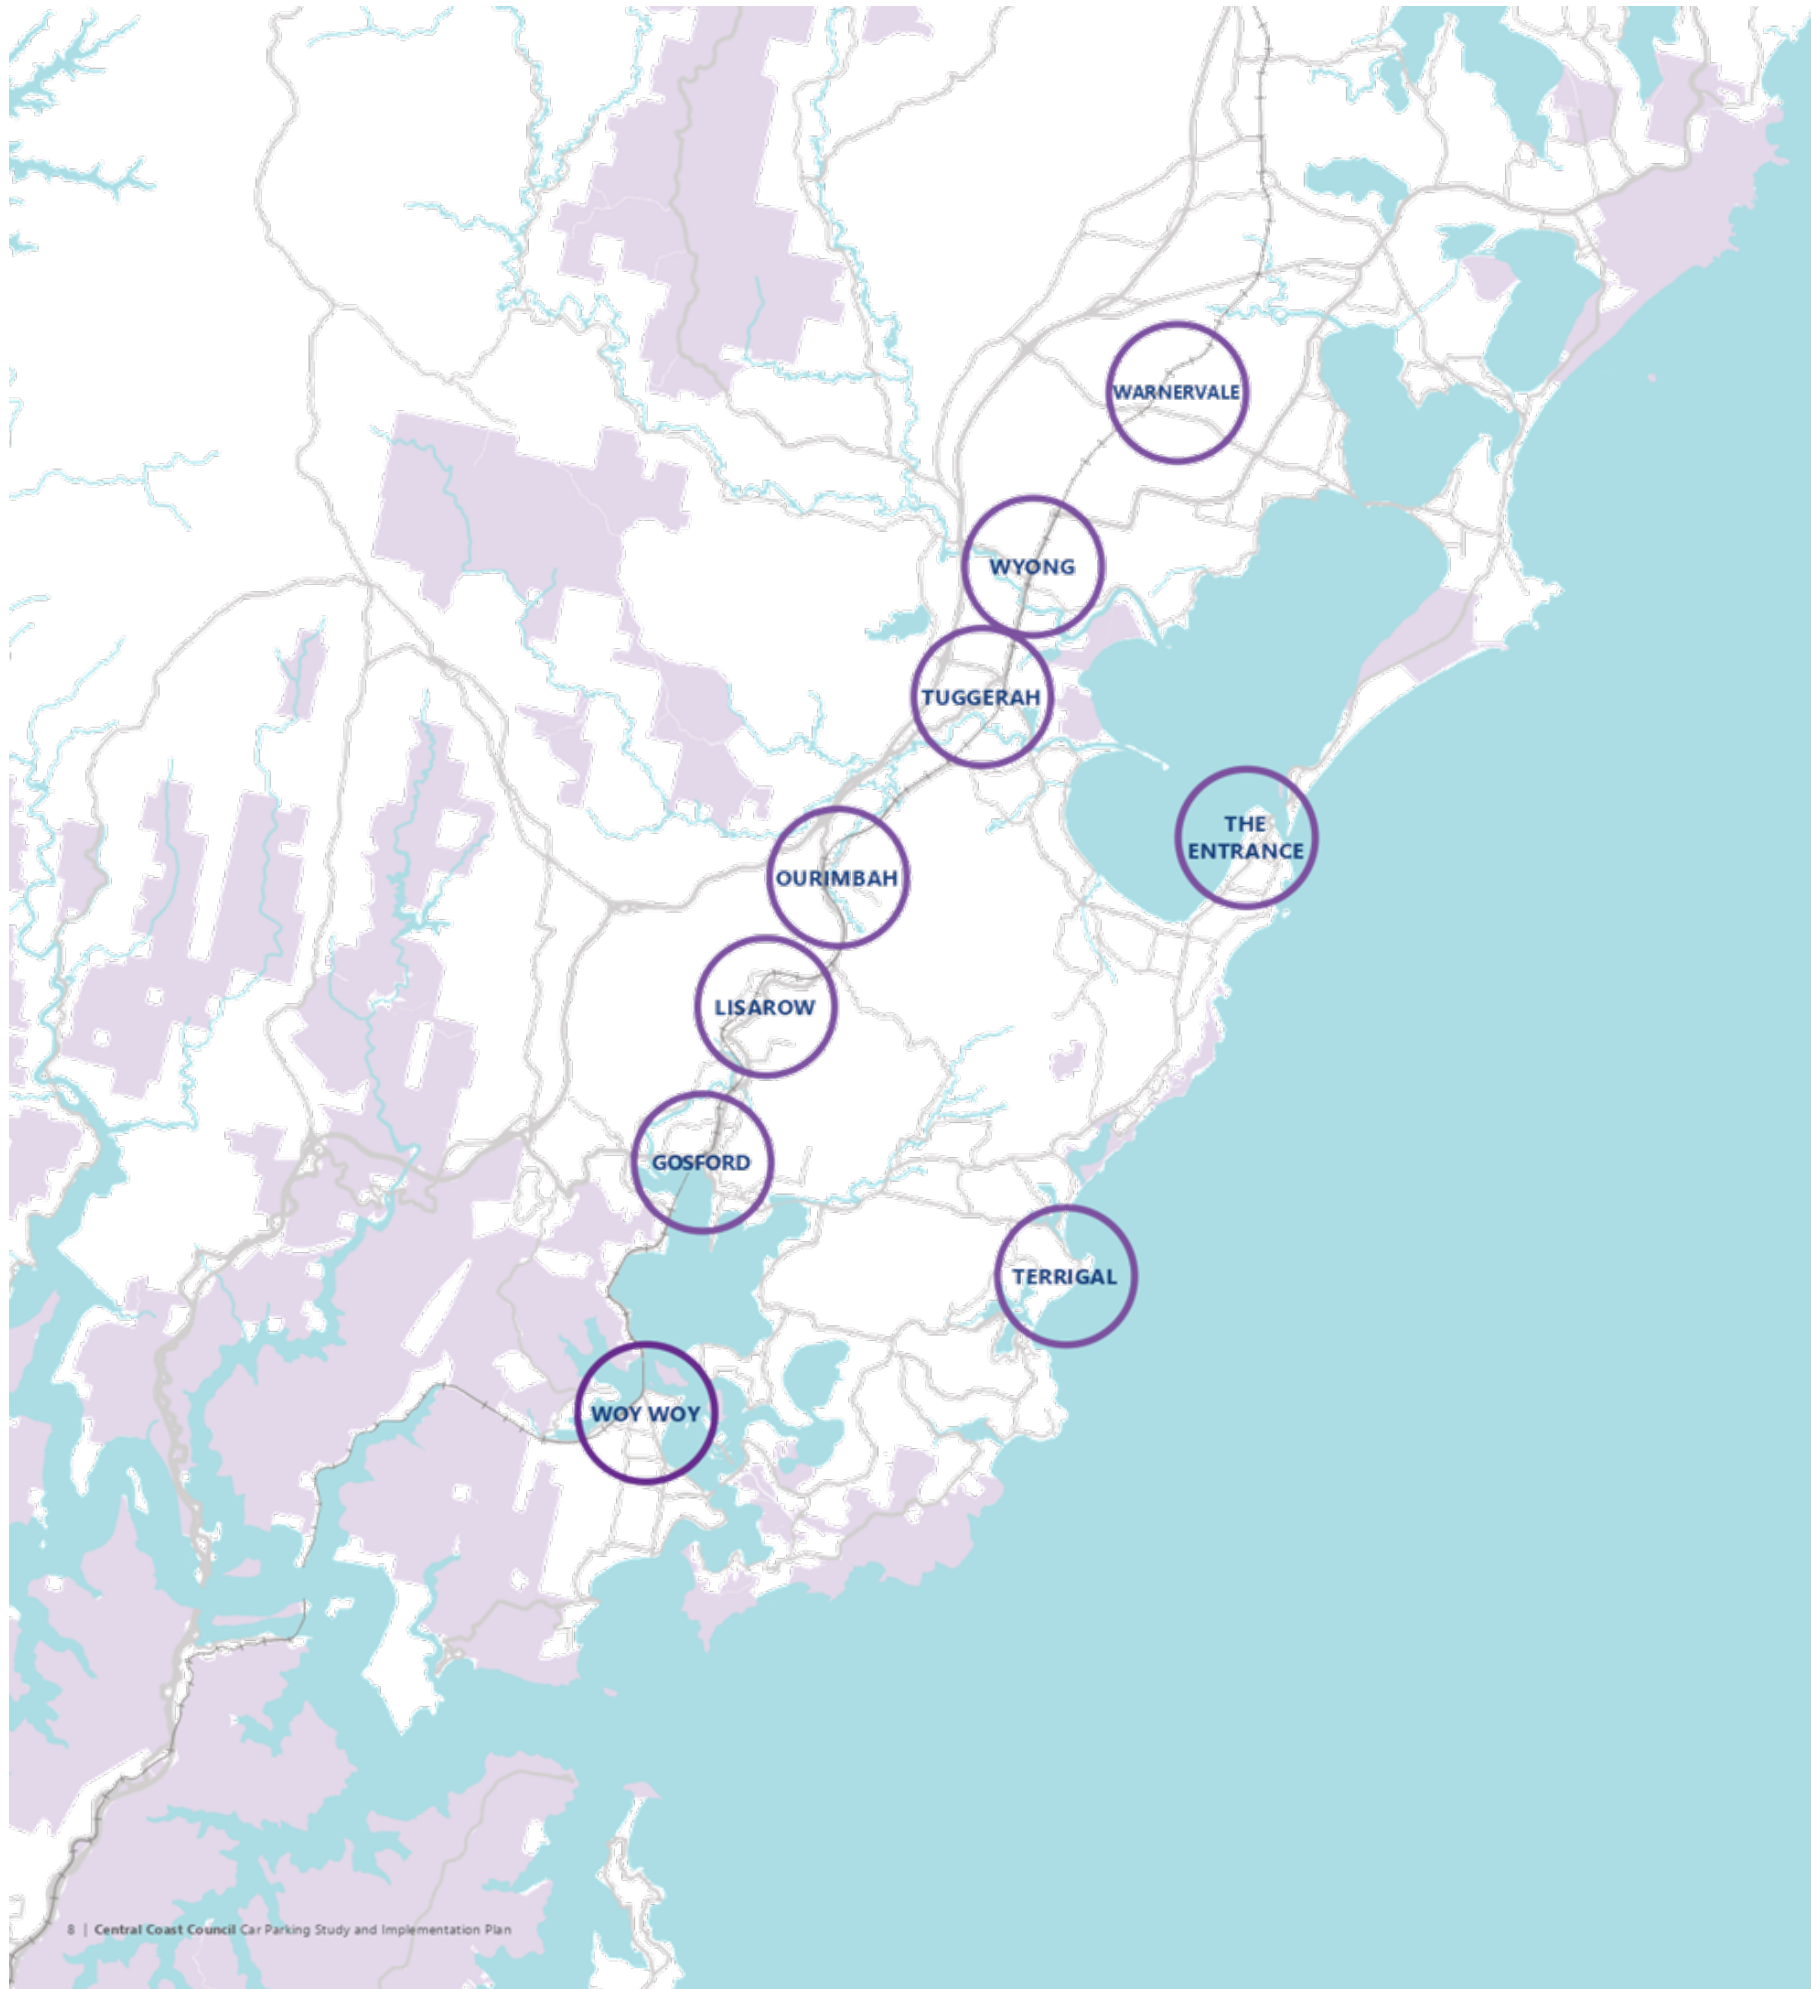 WARNERVALE
WYONG
TUGGERAH
THE
ENTRANCE
OURIMBAH
LISAROW
GOSFORD
TERRIGAL
WOY WOY
8 | Central Coast Council Car Parking Study and Implementation Plan